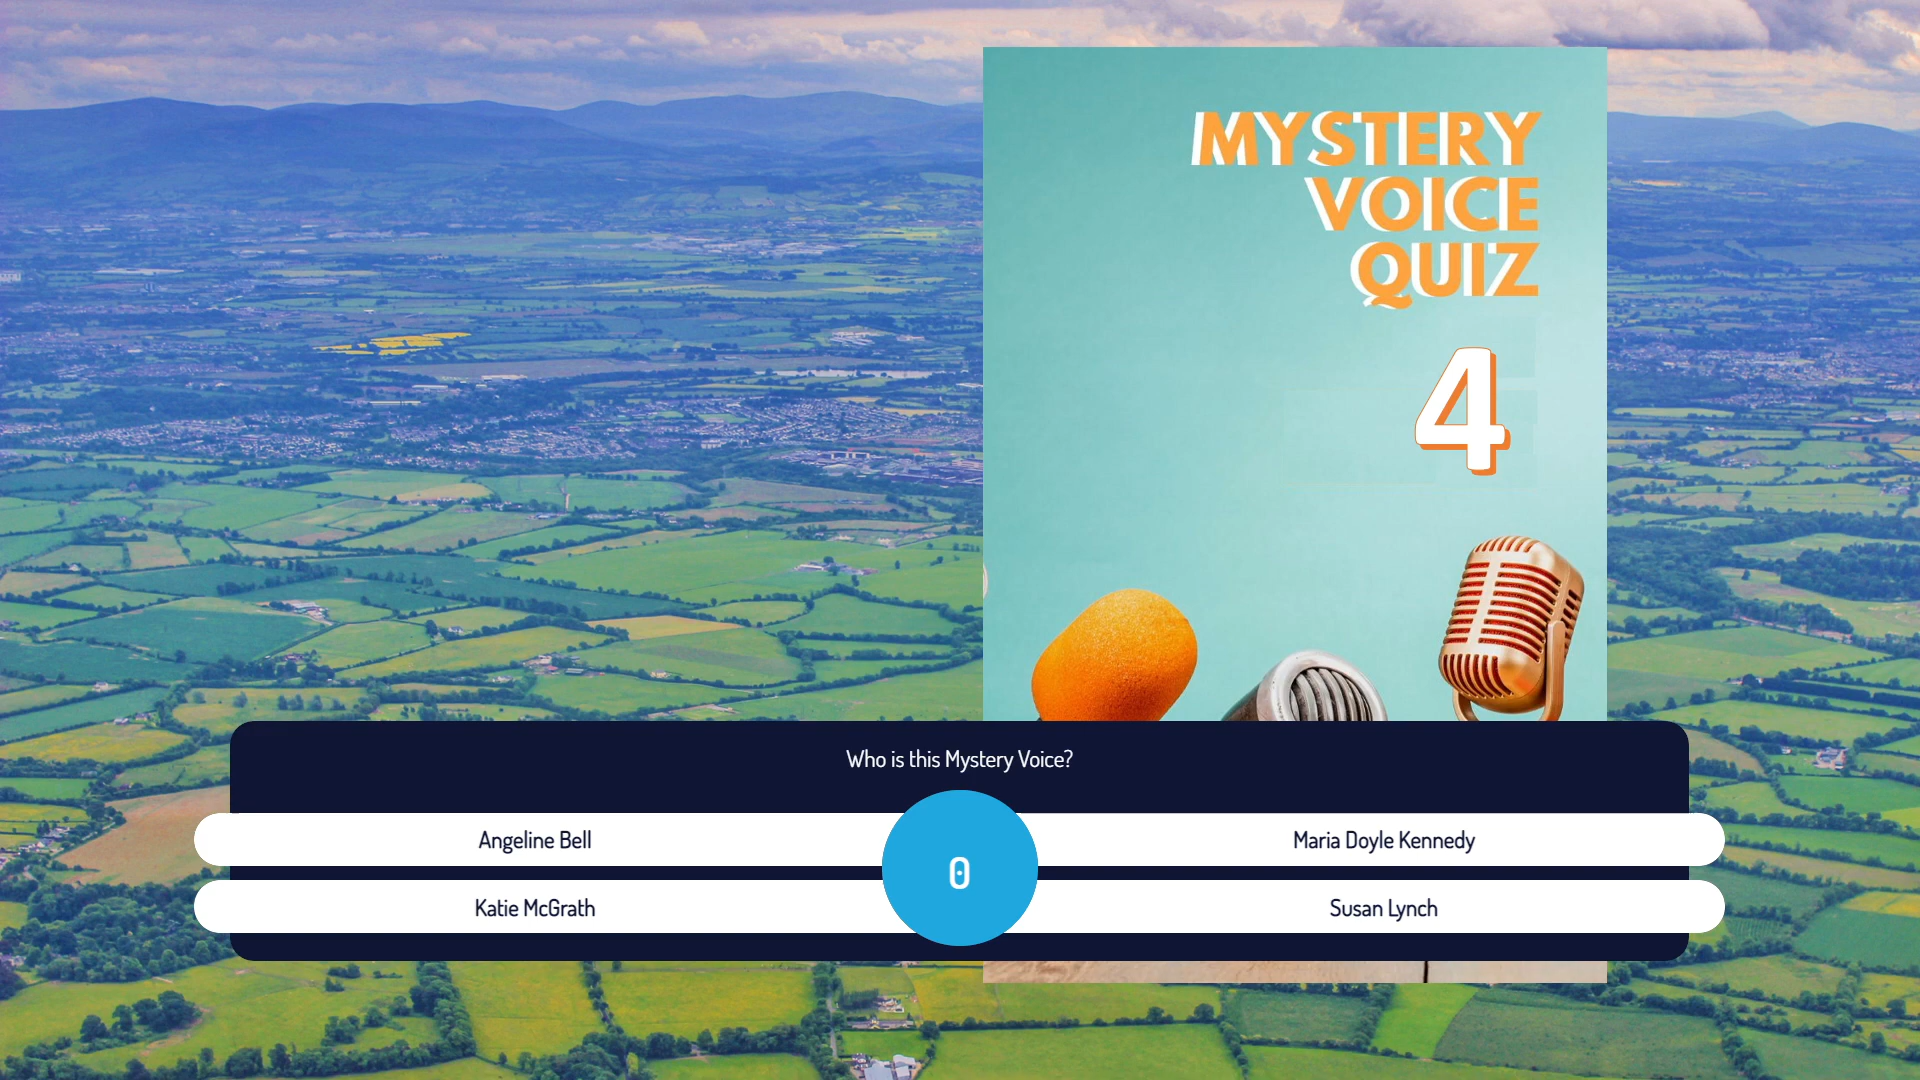 MYSTERY
VOICE
QUIZ
4
Who is this Mystery Voice?
Angeline Bell
Maria Doyle Kennedy
0
Katie McGrath
Susan Lynch